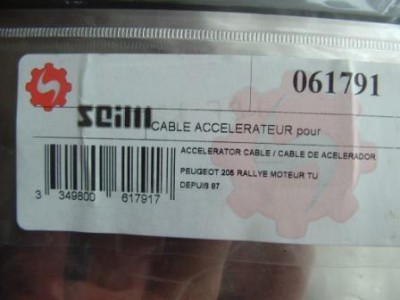 061791
seim CABLE ACCELERATEUR pour
ACCELERATOR CABLE / CABLE DE ACELERADOR
PEUGEOT 205 RALLYE MOTEUR TU
DEPUIS 87
3 349800 617917